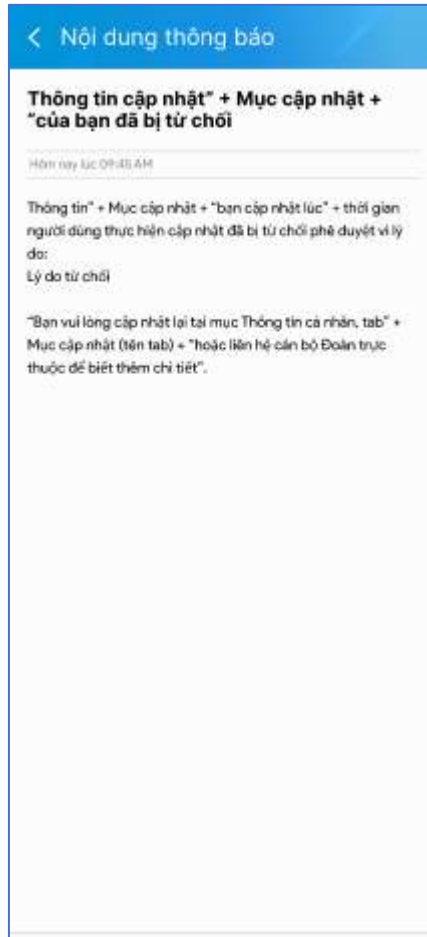 Nội dung thông báo
Thông tin cập nhật” + Mục cập nhật +
“của bạn đã bị từ chối
Hôm nay lúc 09:45 AM
Thông tin” + Mục cập nhật + “bạn cập nhật lúc” + thời gian
người dùng thực hiện cập nhật đã bị từ chối phê duyệt vì lý
do:
Lý do từ chối
“Bạn vui lòng cập nhật lại tại mục Thông tin cá nhân, tab” +
Mục cập nhật (tên tab) + “hoặc liên hệ cán bộ Đoàn trực
thuộc để biết thêm chi tiết”.